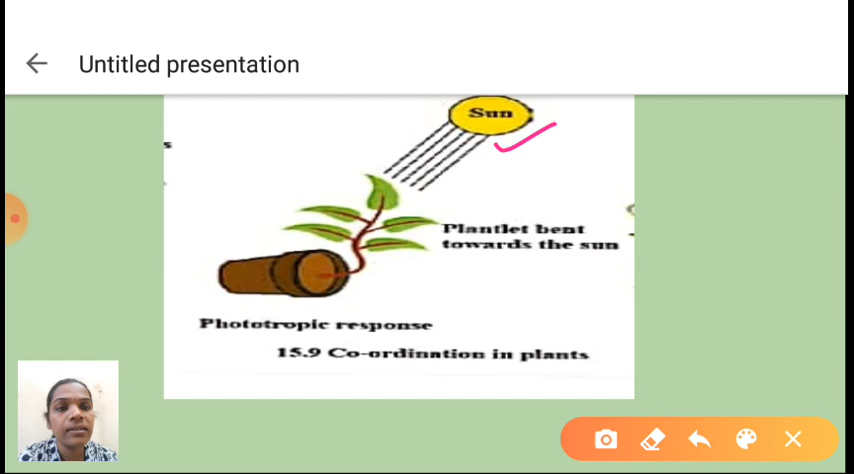 Untitled presentation
Sun
Plantlet bent
towards the sun
Phototropic response
15.9 Co-ordination in plants